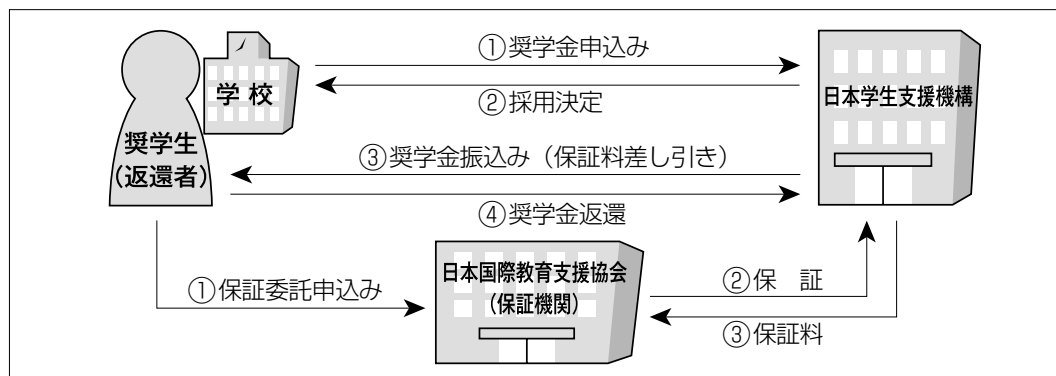 ①奨学金申込み
学校
②採用決定
日本学生支援機構
奨学生
(返還者)
③奨学金振込み（保証料差し引き）
④奨学金返還
①保証委託申込み
日本国際教育支援協会
(保証機関)
②保　証
③保証料